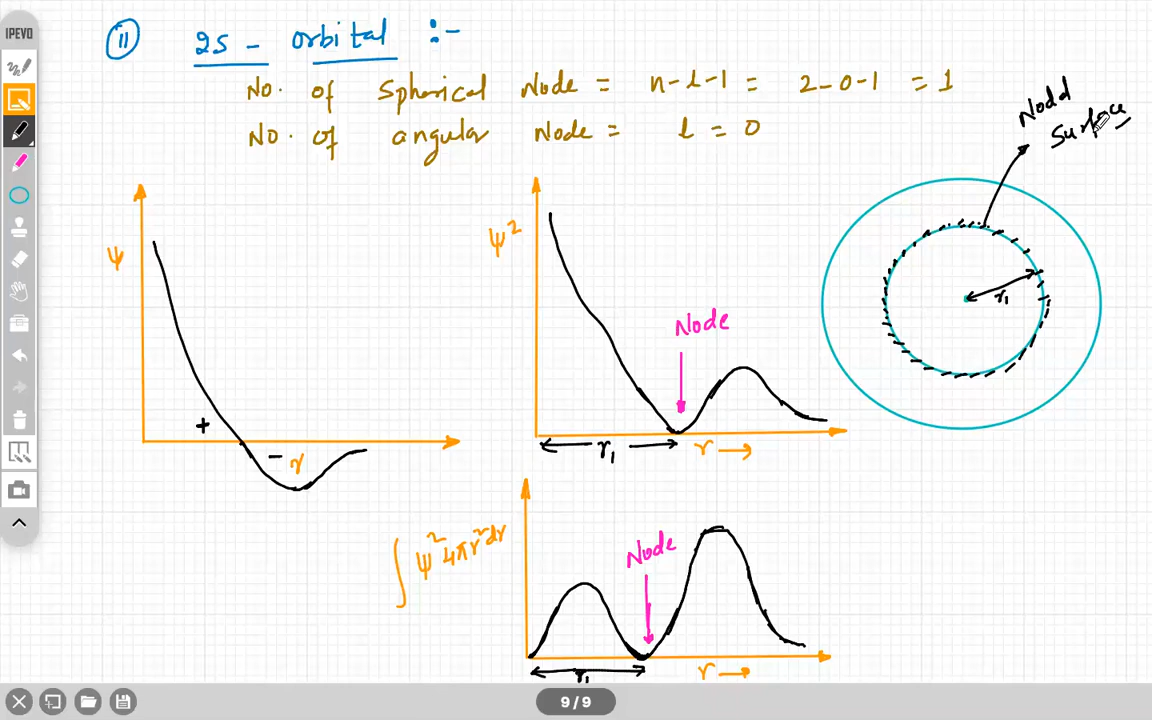 IPEVO
11 2s - orbital :-
No. of Spherical Node = n-l-1 = 2-0-1 = 1
No. of angular Node = l = 0
Nodd
Surface
ψ
+
-
r
ψ²
Node
r₁
r →
r₁
∫ψ² 4πr²dr
Node
r₁
r →
9/9